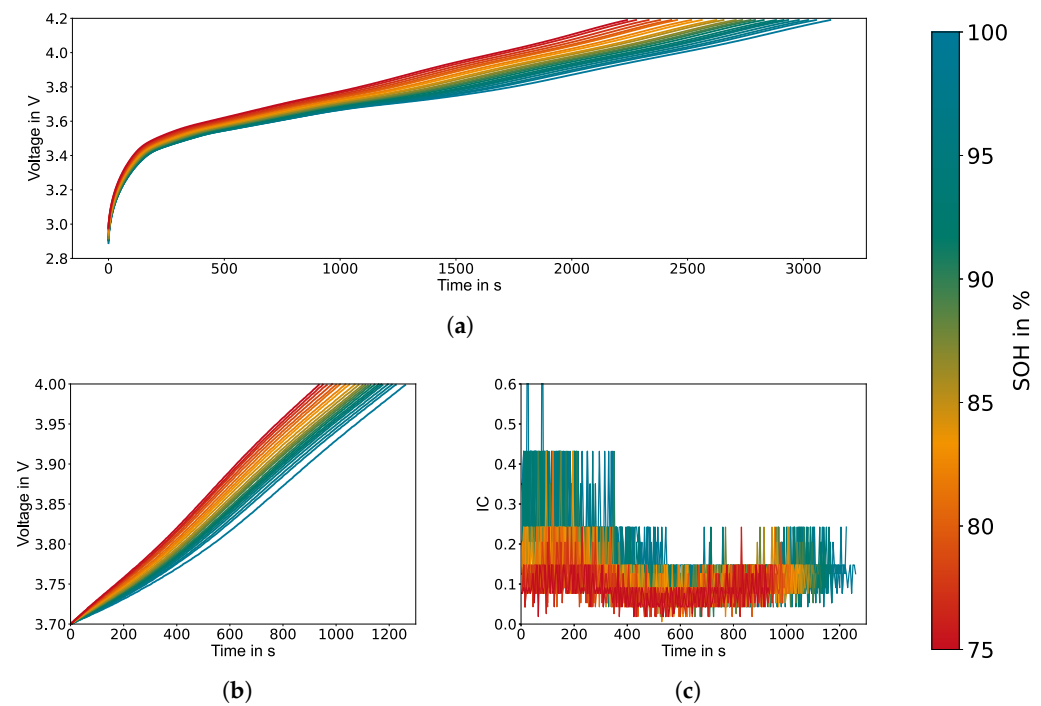 4.2
4.0
3.8
3.6
3.4
3.2
3.0
2.8
Voltage in V
0 500 1000 1500 2000 2500 3000
Time in s
(a)
4.00
3.95
3.90
3.85
3.80
3.75
3.70
Voltage in V
0 200 400 600 800 1000 1200
Time in s
(b)
0.6
0.5
0.4
0.3
0.2
0.1
0.0
IC
0 200 400 600 800 1000 1200
Time in s
(c)
100
95
90
85
80
75
SOH in %